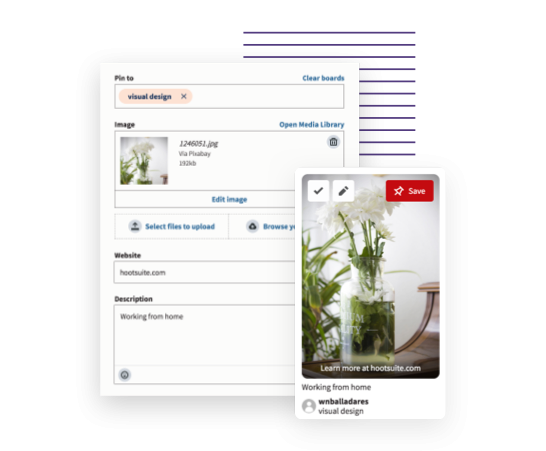 Pin to
Clear boards
visual design
Image
Open Media Library
1246051.jpg
Via Pixabay
192kb
Edit image
Select files to upload
Browse
Website
hootsuite.com
Description
Working from home
Save
Learn more at hootsuite.com
Working from home
wnballadares
visual design